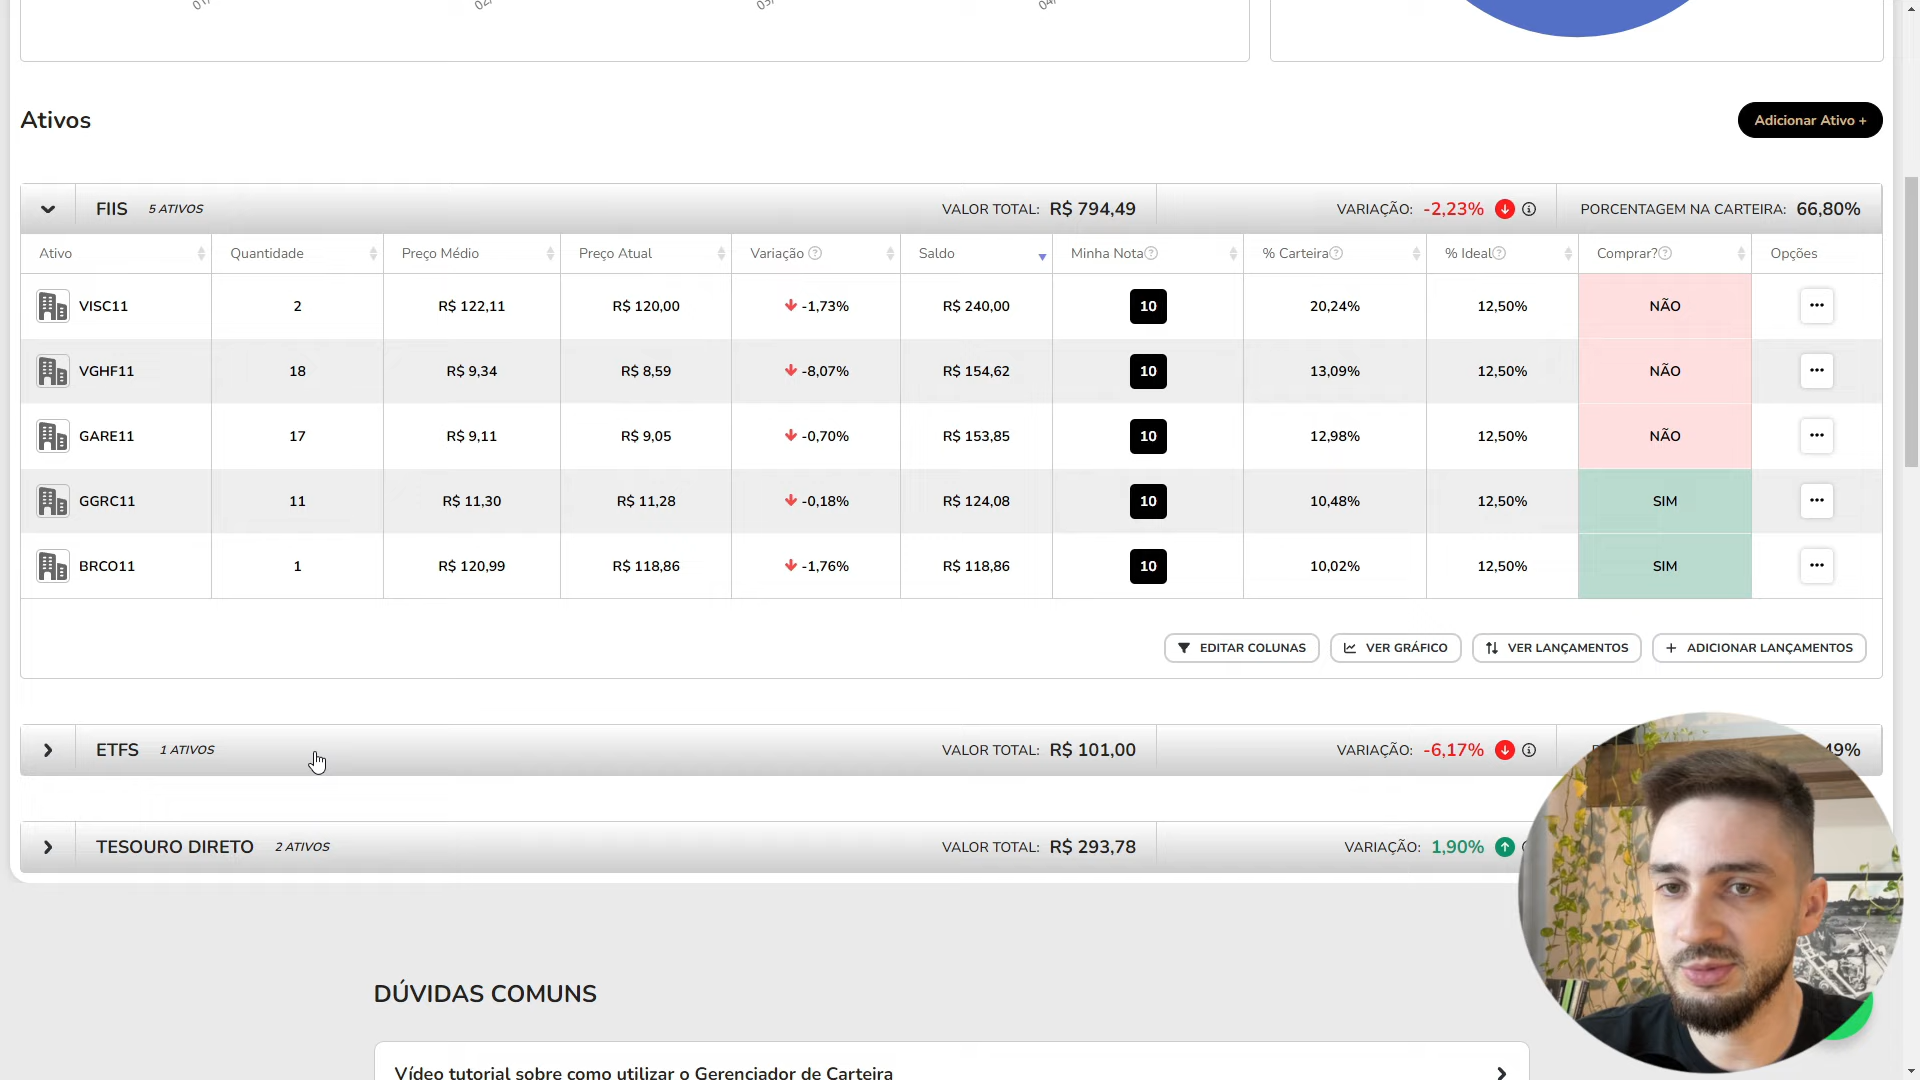 Ativos
Adicionar Ativo +
FIIS 5 ATIVOS VALOR TOTAL: R$ 794,49 VARIAÇÃO: -2,23% PORCENTAGEM NA CARTEIRA: 66,80%
Ativo Quantidade Preço Médio Preço Atual Variação Saldo Minha Nota % Carteira % Ideal Comprar? Opções
VISC11 2 R$ 122,11 R$ 120,00 -1,73% R$ 240,00 10 20,24% 12,50% NÃO
VGHF11 18 R$ 9,34 R$ 8,59 -8,07% R$ 154,62 10 13,09% 12,50% NÃO
GARE11 17 R$ 9,11 R$ 9,05 -0,70% R$ 153,85 10 12,98% 12,50% NÃO
GGRC11 11 R$ 11,30 R$ 11,28 -0,18% R$ 124,08 10 10,48% 12,50% SIM
BRCO11 1 R$ 120,99 R$ 118,86 -1,76% R$ 118,86 10 10,02% 12,50% SIM
EDITAR COLUNAS VER GRÁFICO VER LANÇAMENTOS + ADICIONAR LANÇAMENTOS
ETFS 1 ATIVOS VALOR TOTAL: R$ 101,00 VARIAÇÃO: -6,17% 49%
TESOURO DIRETO 2 ATIVOS VALOR TOTAL: R$ 293,78 VARIAÇÃO: 1,90%
DÚVIDAS COMUNS
Vídeo tutorial sobre como utilizar o Gerenciador de Carteira